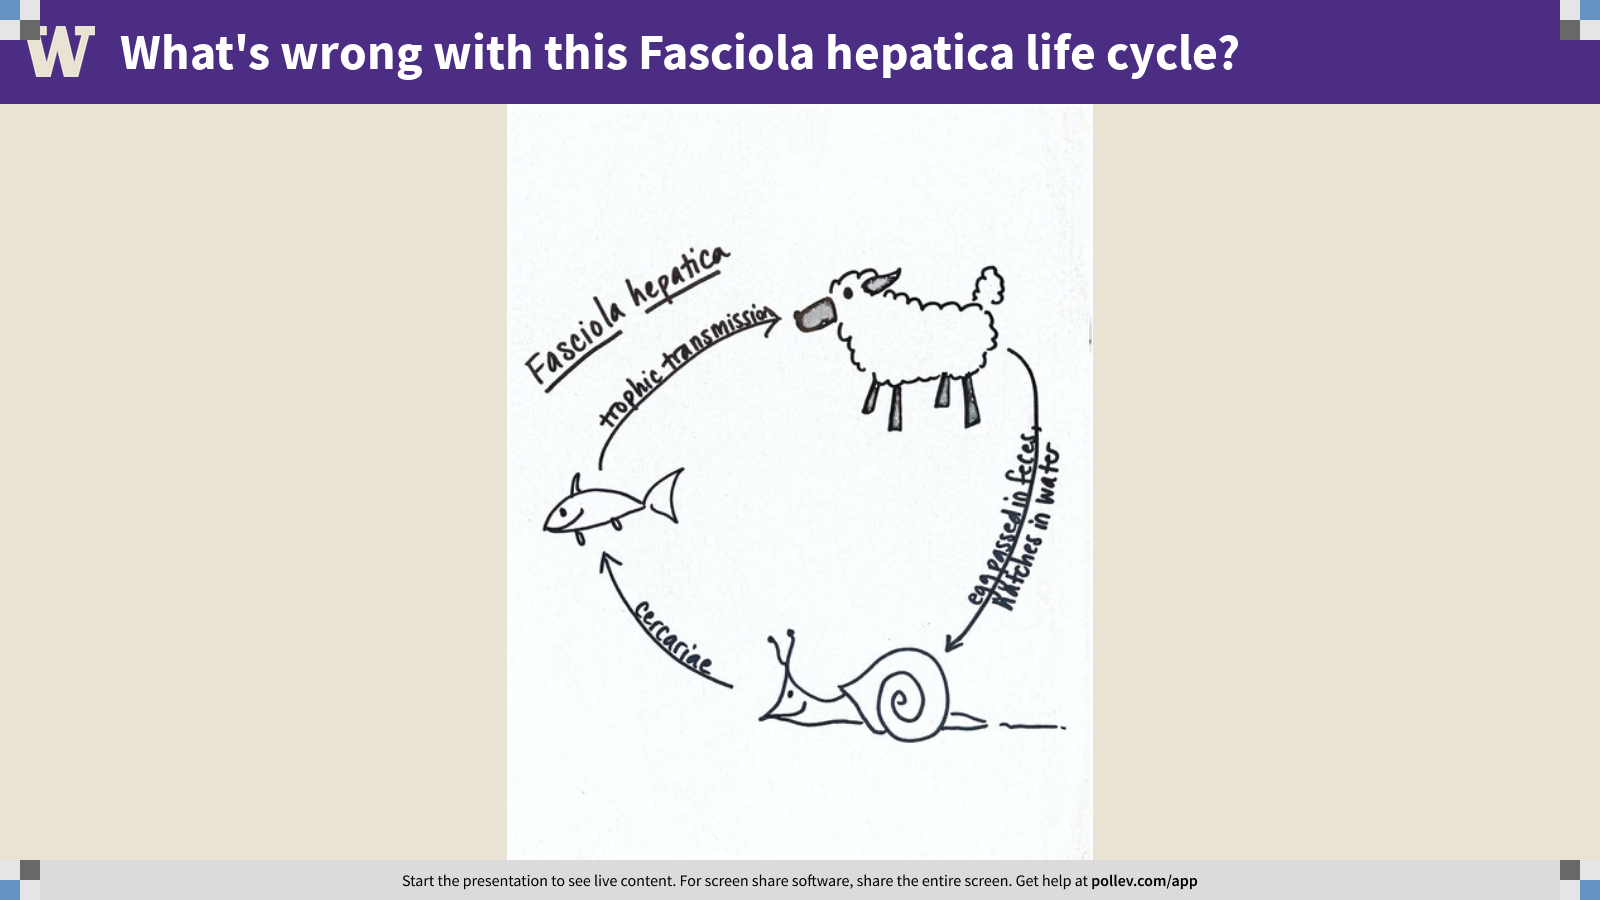 W
What's wrong with this Fasciola hepatica life cycle?
Fasciola hepatica
trophic transmission
egg passed in feces,
hatches in water
cercariae
Start the presentation to see live content. For screen share software, share the entire screen. Get help at pollev.com/app